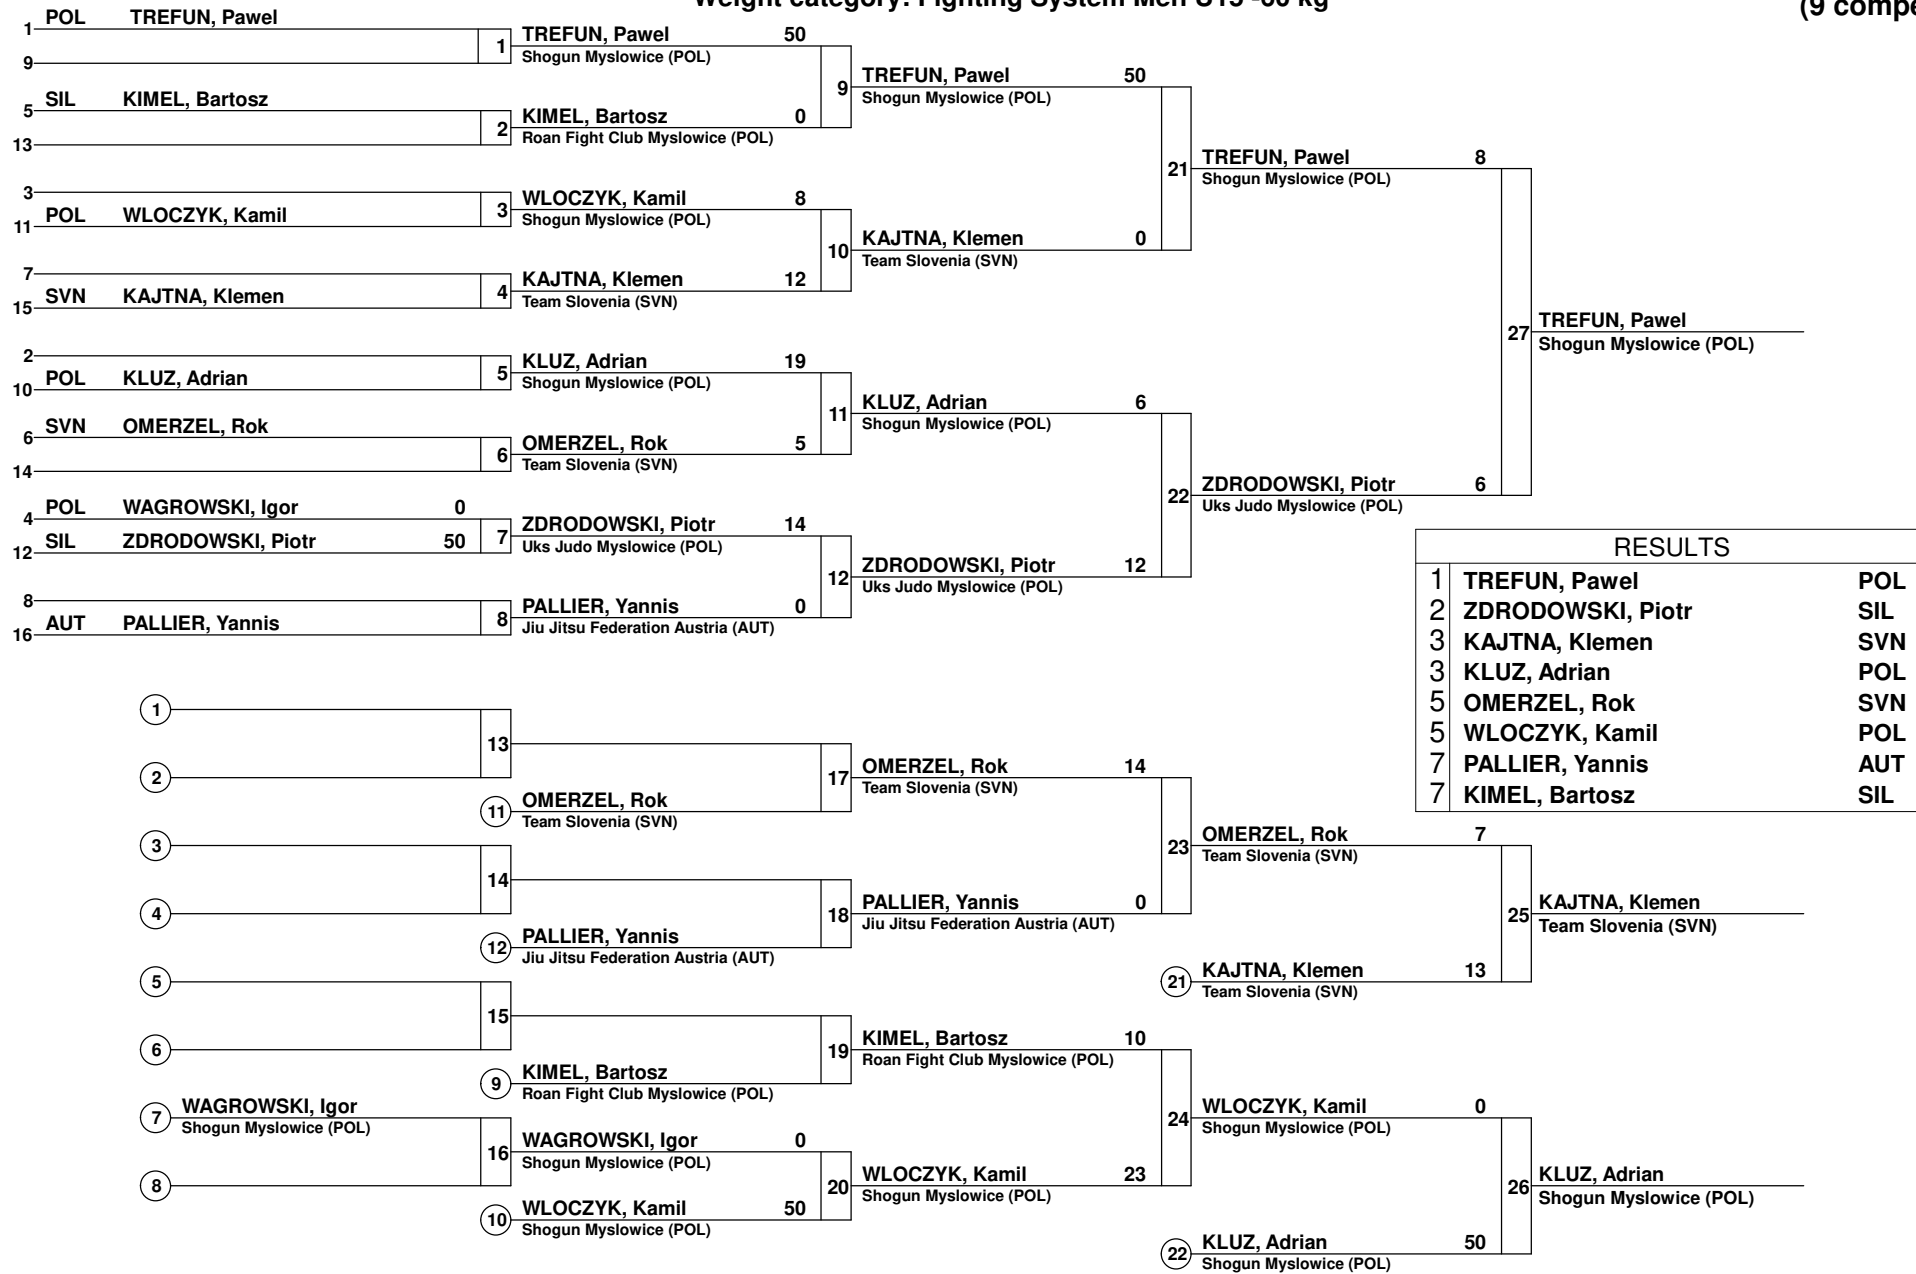 Weight category: Fighting System Men U15 -66 kg
(9 compe
1 POL TREFUN, Pawel
9
1 TREFUN, Pawel 50
Shogun Myslowice (POL)
5 SIL KIMEL, Bartosz
13
2 KIMEL, Bartosz 0
Roan Fight Club Myslowice (POL)
9 TREFUN, Pawel 50
Shogun Myslowice (POL)
3
11 POL WLOCZYK, Kamil
3 WLOCZYK, Kamil 8
Shogun Myslowice (POL)
7
15 SVN KAJTNA, Klemen
4 KAJTNA, Klemen 12
Team Slovenia (SVN)
10 KAJTNA, Klemen 0
Team Slovenia (SVN)
21 TREFUN, Pawel 8
Shogun Myslowice (POL)
2
10 POL KLUZ, Adrian
5 KLUZ, Adrian 19
Shogun Myslowice (POL)
6 SVN OMERZEL, Rok
14
6 OMERZEL, Rok 5
Team Slovenia (SVN)
11 KLUZ, Adrian 6
Shogun Myslowice (POL)
4 POL WAGROWSKI, Igor 0
12 SIL ZDRODOWSKI, Piotr 50
7 ZDRODOWSKI, Piotr 14
Uks Judo Myslowice (POL)
8
16 AUT PALLIER, Yannis
8 PALLIER, Yannis 0
Jiu Jitsu Federation Austria (AUT)
12 ZDRODOWSKI, Piotr 12
Uks Judo Myslowice (POL)
22 ZDRODOWSKI, Piotr 6
Uks Judo Myslowice (POL)
27 TREFUN, Pawel
Shogun Myslowice (POL)
RESULTS
1 TREFUN, Pawel POL
2 ZDRODOWSKI, Piotr SIL
3 KAJTNA, Klemen SVN
3 KLUZ, Adrian POL
5 OMERZEL, Rok SVN
5 WLOCZYK, Kamil POL
7 PALLIER, Yannis AUT
7 KIMEL, Bartosz SIL
1
2
13
11 OMERZEL, Rok
Team Slovenia (SVN)
17 OMERZEL, Rok 14
Team Slovenia (SVN)
3
4
14
12 PALLIER, Yannis
Jiu Jitsu Federation Austria (AUT)
18 PALLIER, Yannis 0
Jiu Jitsu Federation Austria (AUT)
23 OMERZEL, Rok 7
Team Slovenia (SVN)
21 KAJTNA, Klemen 13
Team Slovenia (SVN)
25 KAJTNA, Klemen
Team Slovenia (SVN)
5
6
15
9 KIMEL, Bartosz
Roan Fight Club Myslowice (POL)
19 KIMEL, Bartosz 10
Roan Fight Club Myslowice (POL)
7 WAGROWSKI, Igor
Shogun Myslowice (POL)
8
16 WAGROWSKI, Igor 0
Shogun Myslowice (POL)
10 WLOCZYK, Kamil 50
Shogun Myslowice (POL)
20 WLOCZYK, Kamil 23
Shogun Myslowice (POL)
24 WLOCZYK, Kamil 0
Shogun Myslowice (POL)
22 KLUZ, Adrian 50
Shogun Myslowice (POL)
26 KLUZ, Adrian
Shogun Myslowice (POL)